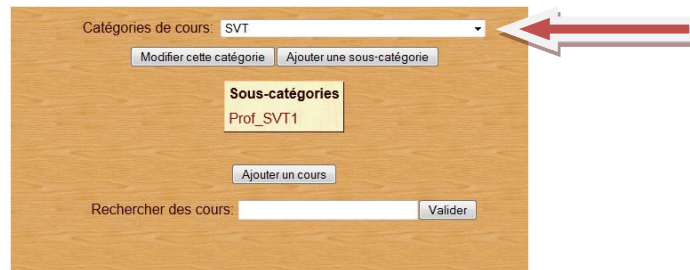 Catégories de cours: SVT
Modifier cette catégorie Ajouter une sous-catégorie
Sous-catégories
Prof_SVT1
Ajouter un cours
Rechercher des cours: Valider